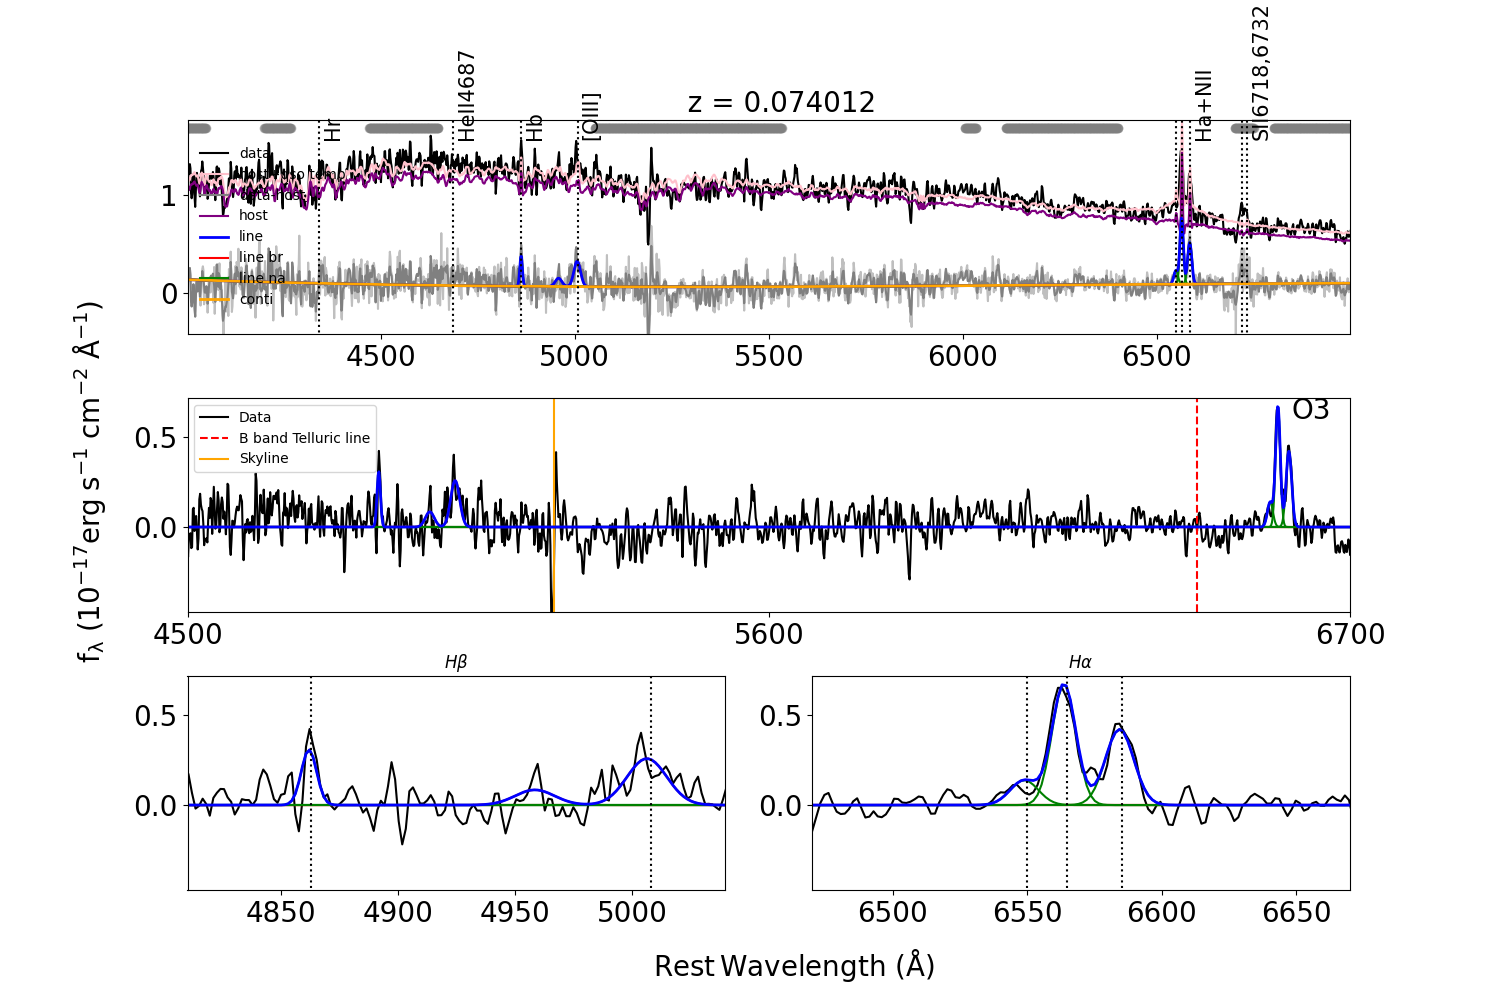 z = 0.074012
Hr
HeII4687
Hb
[OIII]
Ha+NII
SII6718,6732
data
host
line
line br
line na
conti
1
0
4500
5000
5500
6000
6500
fλ (10⁻¹⁷erg s⁻¹ cm⁻² Å⁻¹)
Data
B band Telluric line
Skyline
O3
0.5
0.0
4500
5600
6700
Hβ
0.5
0.0
4850
4900
4950
5000
Hα
0.5
0.0
6500
6550
6600
6650
Rest Wavelength (Å)